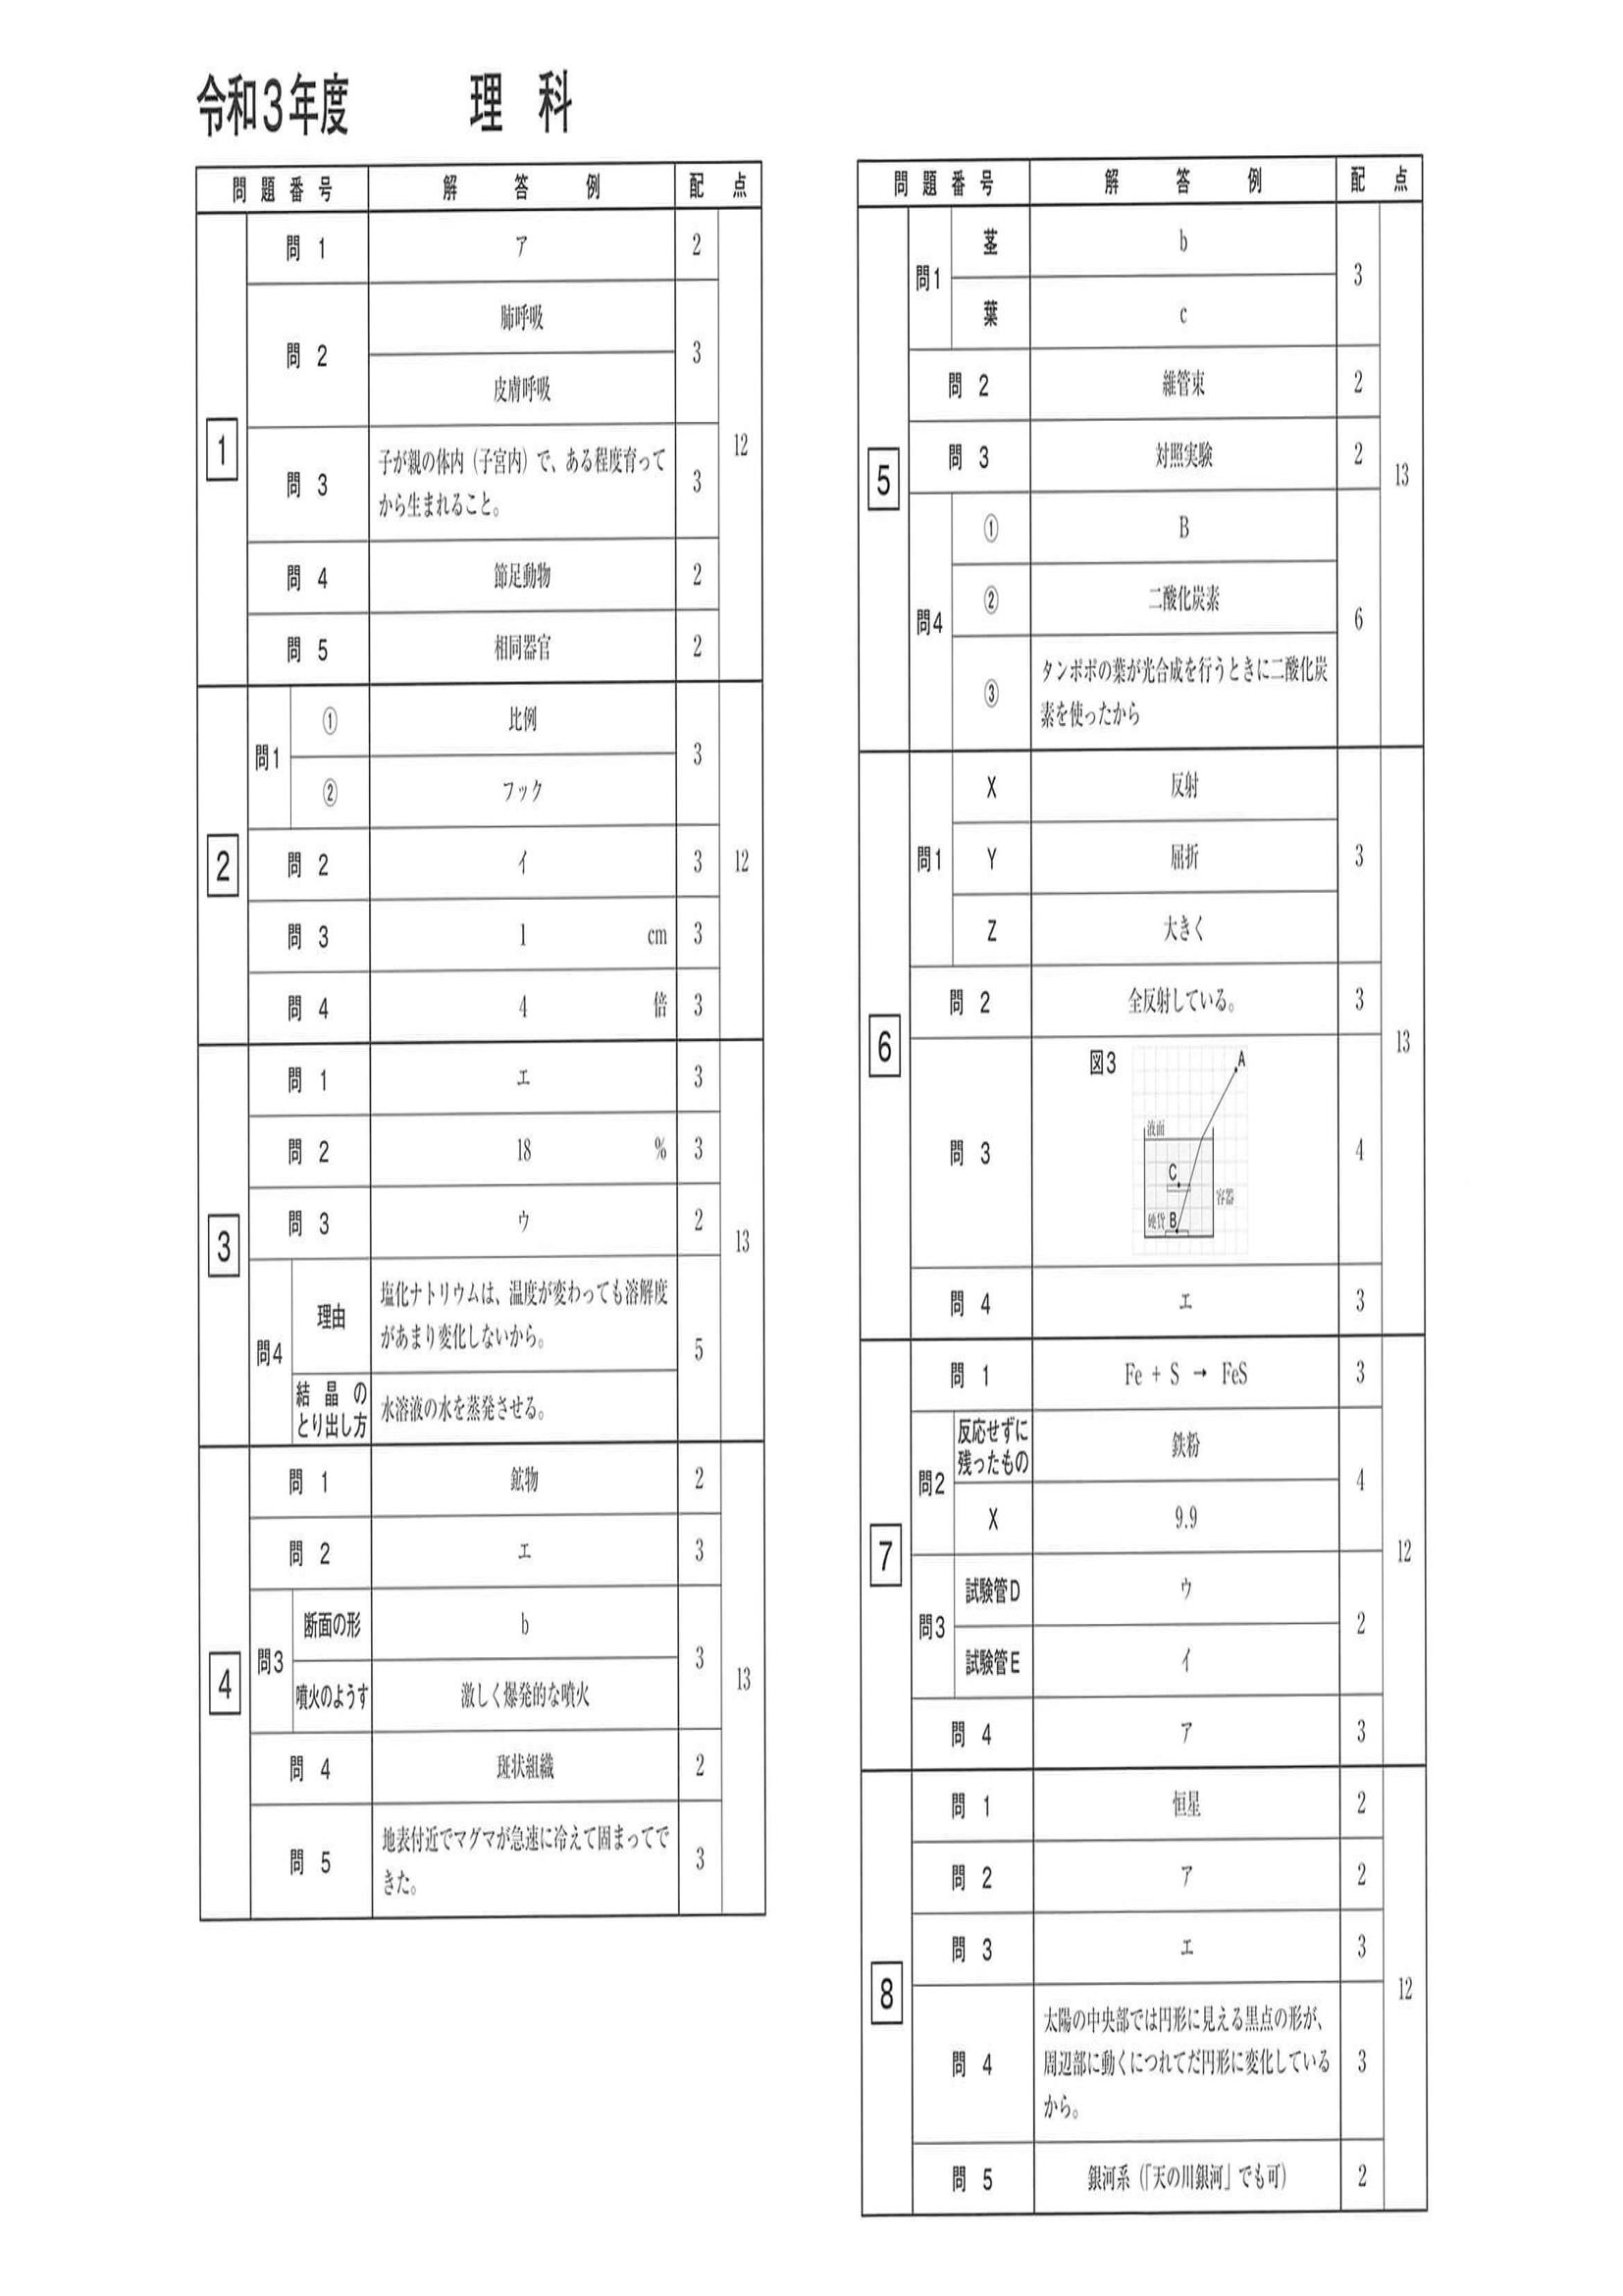 令和3年度 理科
問題番号 解答例 配点
1 12
問1 ア 2
問2 肺呼吸 3
皮膚呼吸
問3 子が親の体内（子宮内）で、ある程度育って 3
から生まれること。
問4 節足動物 2
問5 相同器官 2
2 12
問1 ① 比例 3
② フック
問2 イ 3
問3 1 cm 3
問4 4 倍 3
3 13
問1 エ 3
問2 18 % 3
問3 ウ 2
問4 理由 塩化ナトリウムは、温度が変わっても溶解度 5
があまり変化しないから。
結晶の
とり出し方 水溶液の水を蒸発させる。
4 13
問1 鉱物 2
問2 エ 3
問3 断面の形 b 3
噴火のようす 激しく爆発的な噴火
問4 斑状組織 2
問5 地表付近でマグマが急速に冷えて固まってで 3
きた。
問題番号 解答例 配点
5 13
問1 茎 b 3
葉 c
問2 維管束 2
問3 対照実験 2
問4 ① B 6
② 二酸化炭素
③ タンポポの葉が光合成を行うときに二酸化炭
素を使ったから
6 13
問1 X 反射 3
Y 屈折
Z 大きく
問2 全反射している。 3
問3 図3 4
A
液面
C
容器
硬貨 B
問4 エ 3
7 12
問1 Fe + S → FeS 3
問2 反応せずに
残ったもの 鉄粉 4
X 9.9
問3 試験管D ウ 2
試験管E イ
問4 ア 3
8 12
問1 恒星 2
問2 ア 2
問3 エ 3
問4 太陽の中央部では円形に見える黒点の形が、 3
周辺部に動くにつれてだ円形に変化している
から。
問5 銀河系（「天の川銀河」でも可） 2